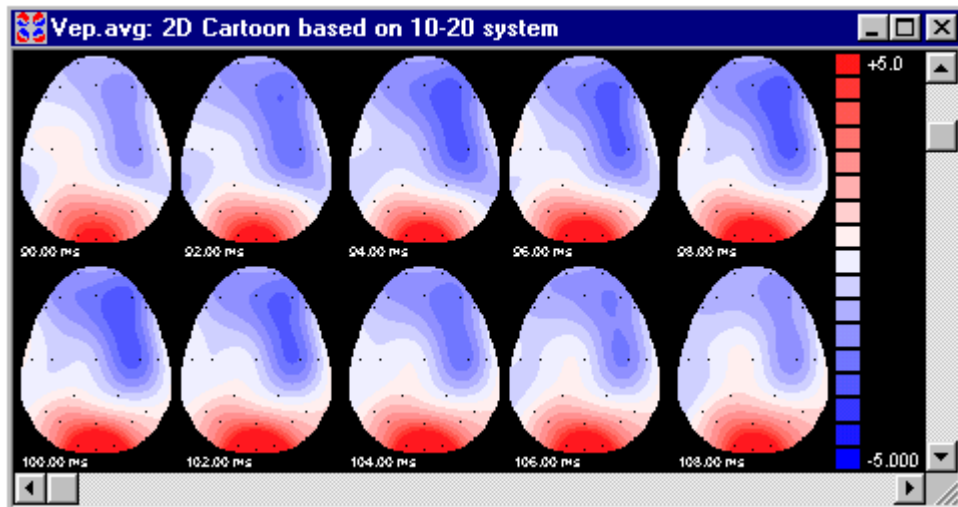 Vep.avg: 2D Cartoon based on 10-20 system
+5.0
90.00 ms
92.00 ms
94.00 ms
96.00 ms
98.00 ms
100.00 ms
102.00 ms
104.00 ms
106.00 ms
108.00 ms
-5.000